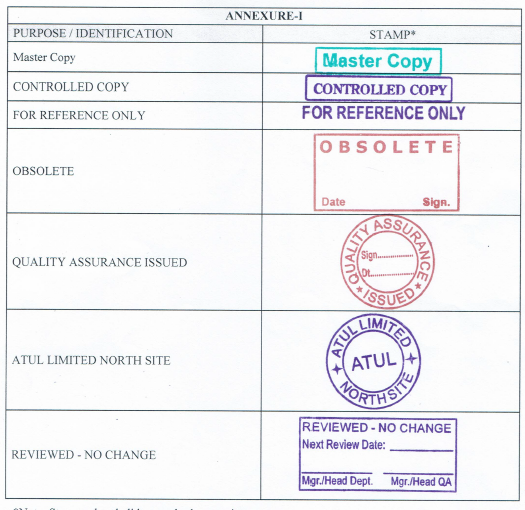 ANNEXURE-I
PURPOSE / IDENTIFICATION STAMP*
Master Copy Master Copy
CONTROLLED COPY CONTROLLED COPY
FOR REFERENCE ONLY FOR REFERENCE ONLY
OBSOLETE
OBSOLETE
Date Sign.
QUALITY ASSURANCE ISSUED
QUALITY ASSURANCE
Sign...............
Dt...............
ISSUED
ATUL LIMITED NORTH SITE
ATUL LIMITED
ATUL
NORTH SITE
REVIEWED - NO CHANGE
REVIEWED - NO CHANGE
Next Review Date:
Mgr./Head Dept. Mgr./Head QA